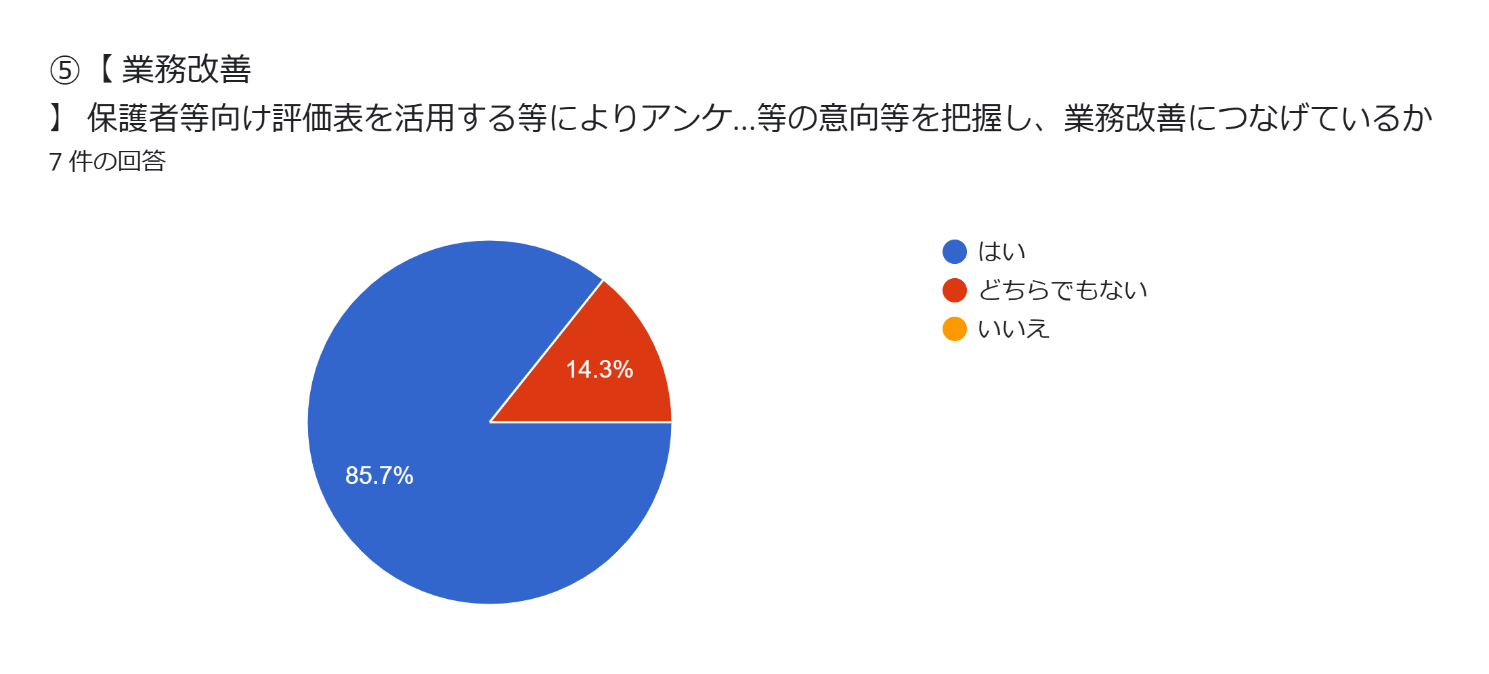 ⑤【 業務改善
】 保護者等向け評価表を活用する等によりアンケ...等の意向等を把握し、業務改善につなげているか
7 件の回答
はい
どちらでもない
いいえ
14.3%
85.7%